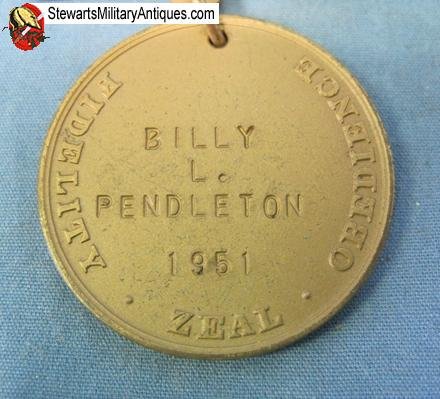 StewartsMilitaryAntiques.com
FIDELITY
OBEDIENCE
BILLY
L.
PENDLETON
1951
· ZEAL ·